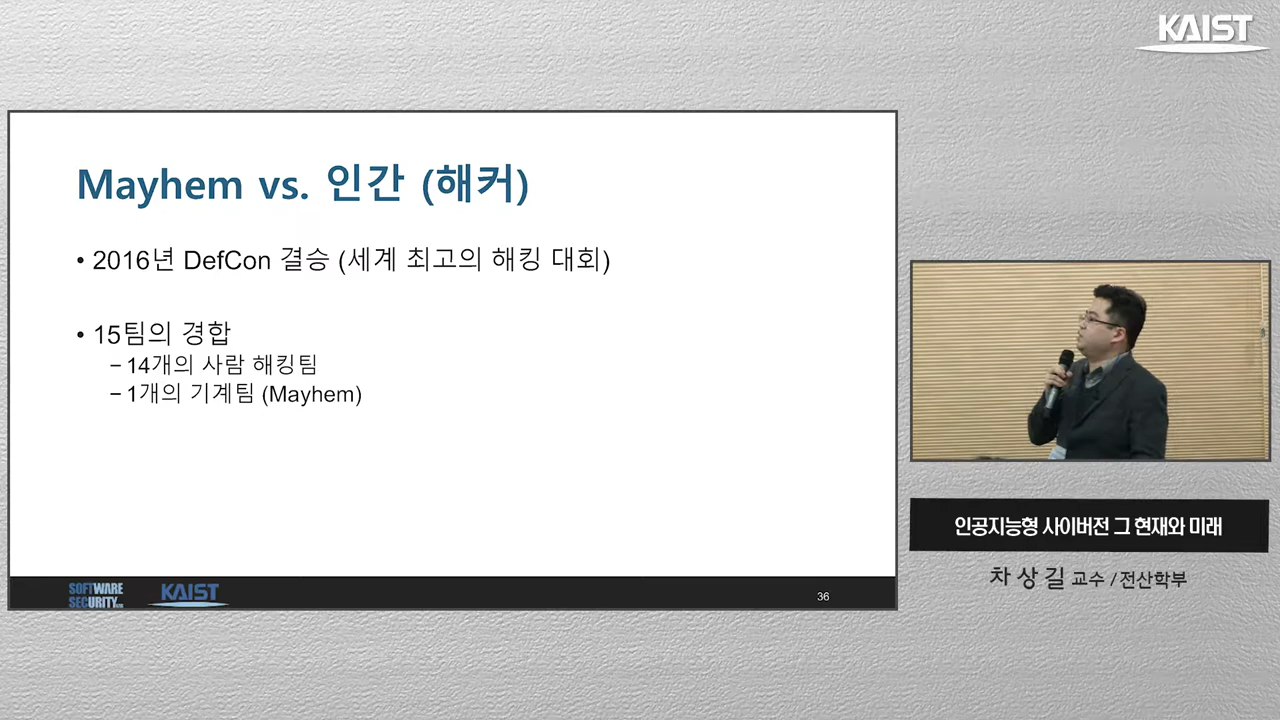 KAIST
Mayhem vs. 인간 (해커)
• 2016년 DefCon 결승 (세계 최고의 해킹 대회)
• 15팀의 경합
– 14개의 사람 해킹팀
– 1개의 기계팀 (Mayhem)
SOFTWARE
SECURITY
KAIST
36
인공지능형 사이버전 그 현재와 미래
차 상 길 교수 / 전산학부